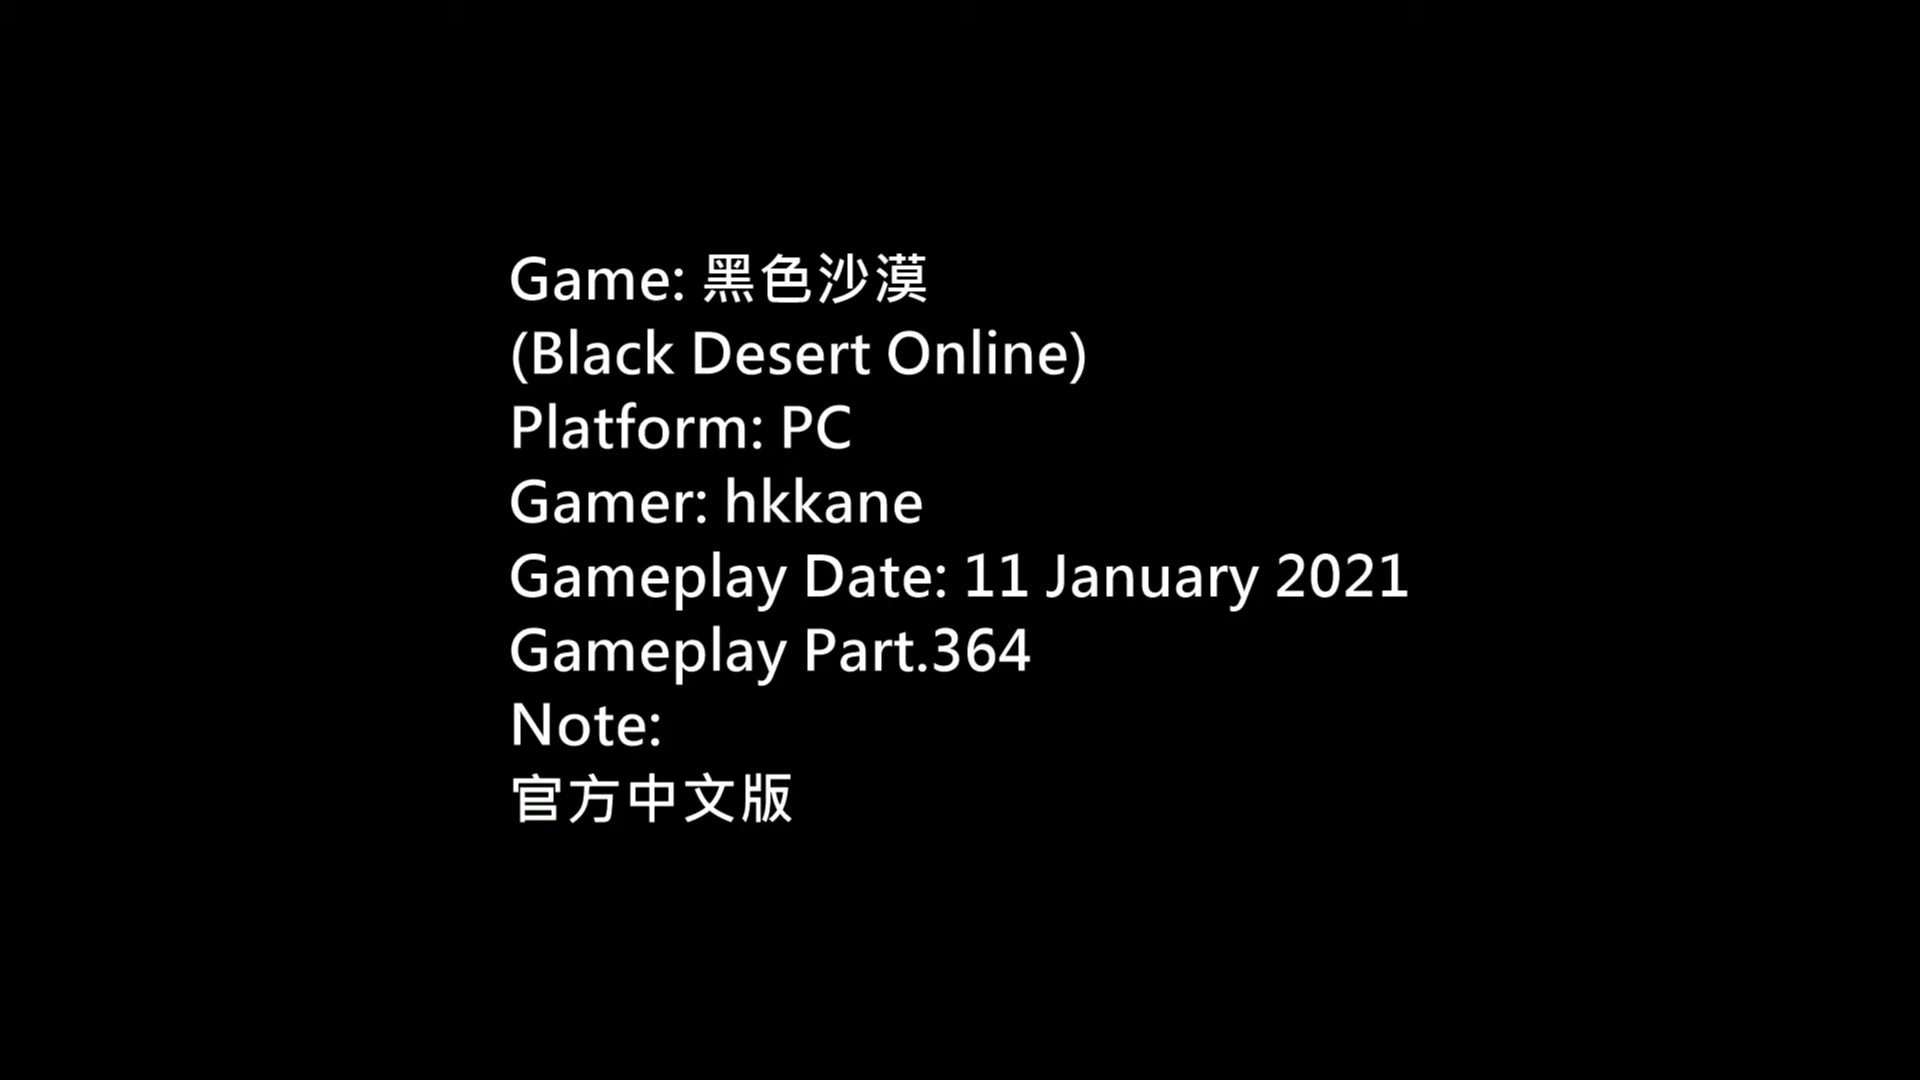 Game: 黑色沙漠
(Black Desert Online)
Platform: PC
Gamer: hkkane
Gameplay Date: 11 January 2021
Gameplay Part.364
Note:
官方中文版